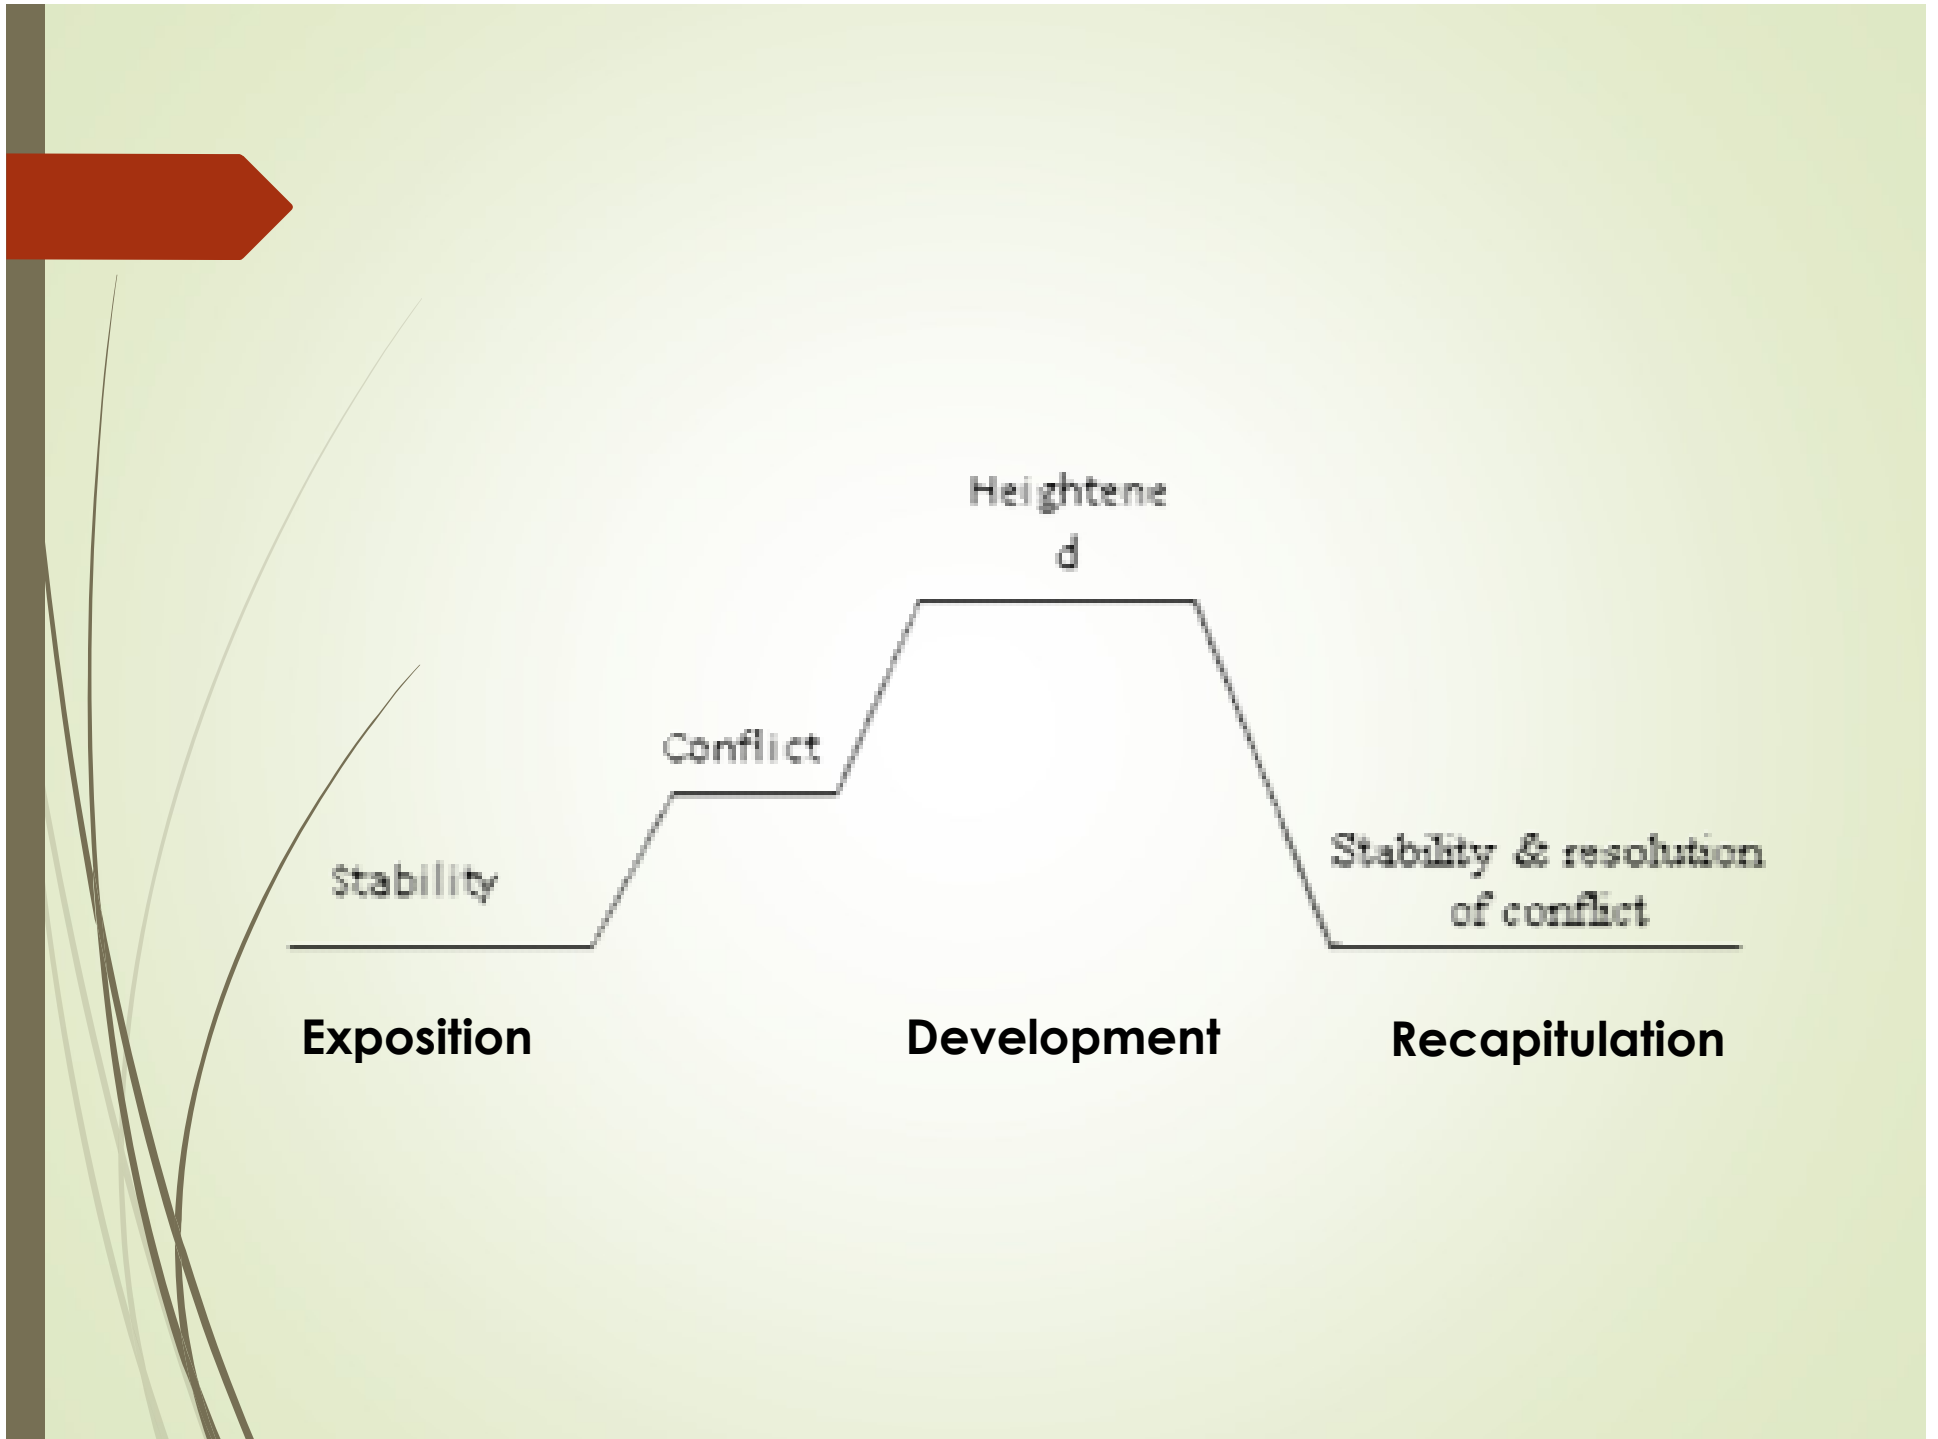 Heightene
d
Conflict
Stability
Stability & resolution
of conflict
Exposition
Development
Recapitulation